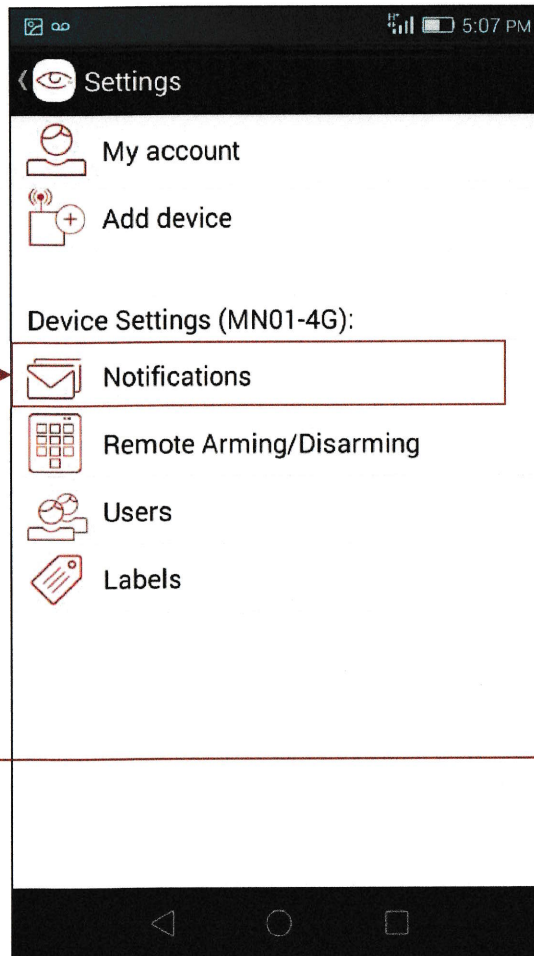 5:07 PM
Settings
My account
Add device
Device Settings (MN01-4G):
Notifications
Remote Arming/Disarming
Users
Labels